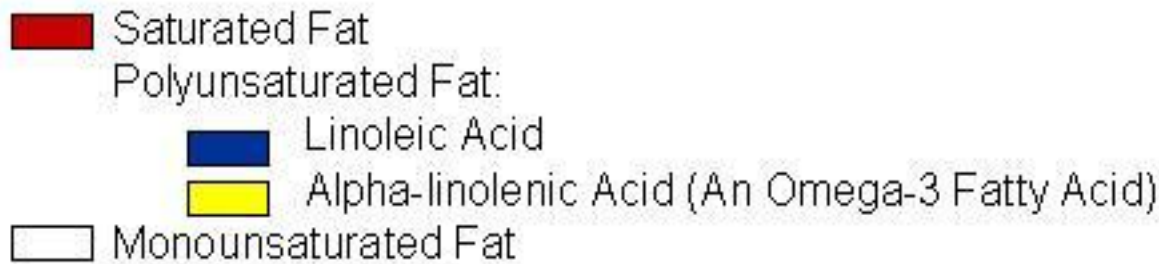 Saturated Fat
Polyunsaturated Fat:
Linoleic Acid
Alpha-linolenic Acid (An Omega-3 Fatty Acid)
Monounsaturated Fat